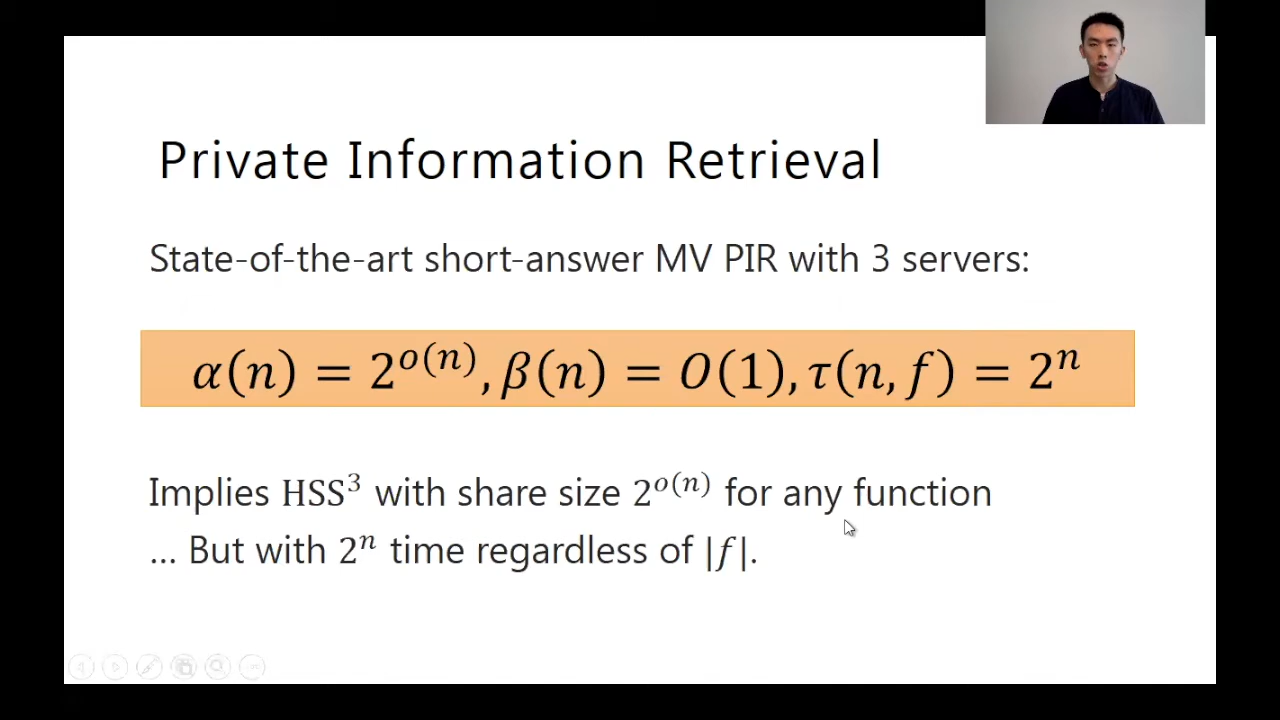 Private Information Retrieval
State-of-the-art short-answer MV PIR with 3 servers:
α(n) = 2^{o(n)}, β(n) = O(1), τ(n, f) = 2^n
Implies HSS³ with share size 2^{o(n)} for any function
... But with 2^n time regardless of |f|.